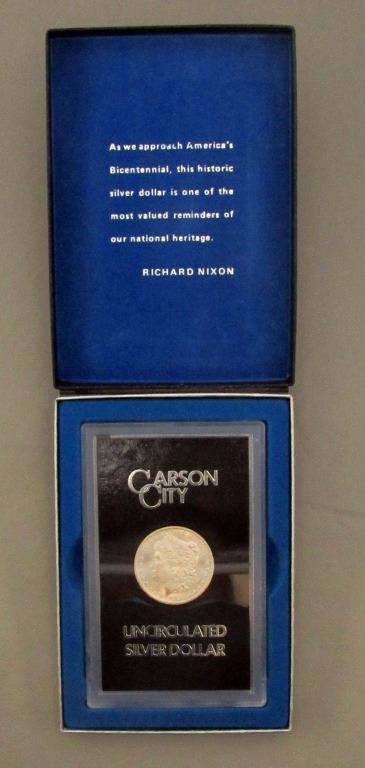 As we approach America's
Bicentennial, this historic
silver dollar is one of the
most valued reminders of
our national heritage.
RICHARD NIXON
CARSON
CITY
UNCIRCULATED
SILVER DOLLAR